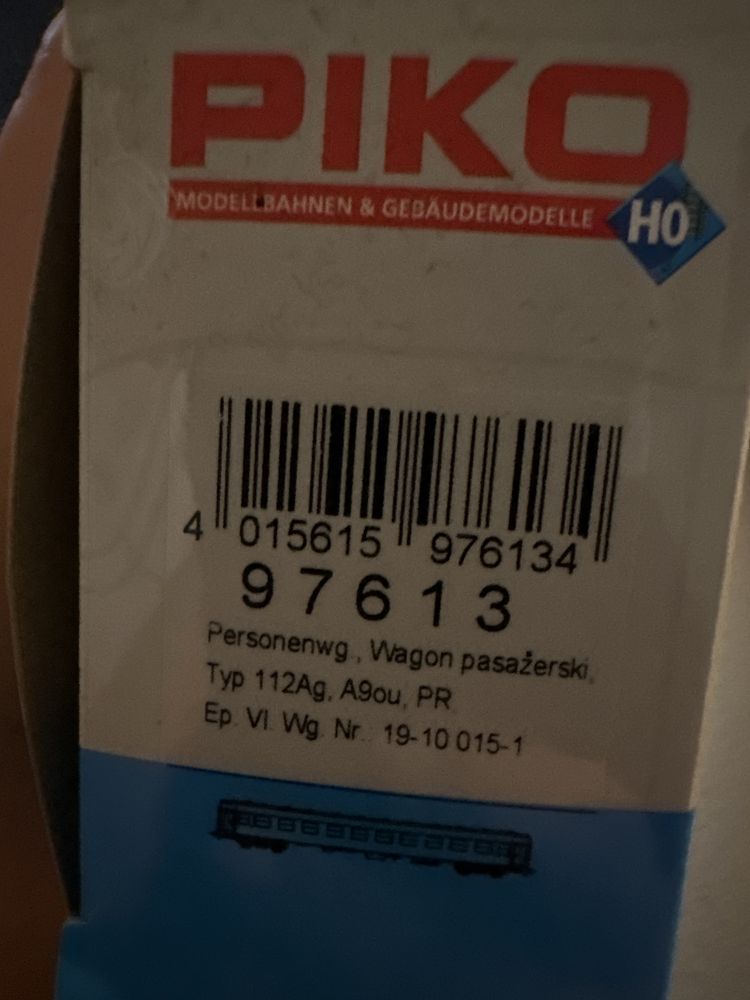 PIKO
MODELLBAHNEN & GEBÄUDEMODELLE
H0
4 015615 976134
97613
Personenwg., Wagon pasażerski,
Typ 112Ag, A9ou, PR
Ep. VI. Wg. Nr.: 19-10 015-1